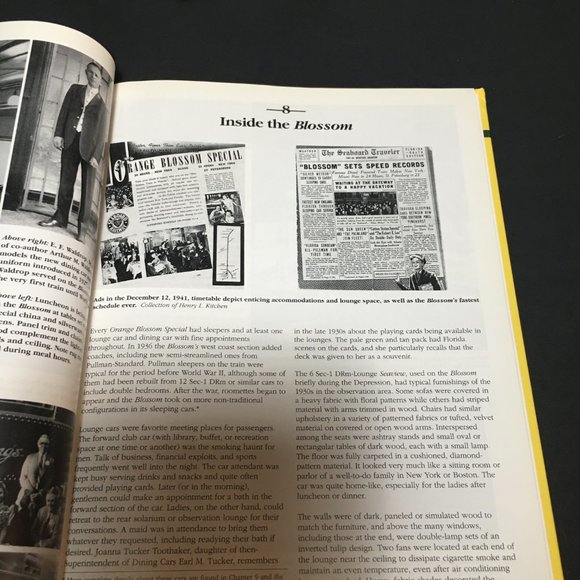 8
Inside the Blossom
RANGE BLOSSOM SPECIAL
The Seaboard Traveler
"BLOSSOM" SETS SPEED RECORDS
WAITING AT THE GATEWAY
TO A HAPPY VACATION
Ads in the December 12, 1941, timetable depict enticing accommodations and lounge space, as well as the Blossom's fastest
schedule ever. Collection of Henry L. Kitchen
Above right: E. F. Waldrop,
of co-author Arthur M.
models the new dining car
uniform introduced in
Waldrop served on the Blos
the very first train until
bove left: Luncheon is being
he Blossom at tables
ecial china and silverware
ens. Panel trim and
od complement the
ds and ceiling. Note rug
d during meal hours
Every Orange Blossom Special had sleepers and at least one
lounge car and dining car with fine appointments
throughout. In 1936 the Blossom's west coast section added
coaches, including new semi-streamlined ones from
Pullman-Standard. Pullman sleepers on the train were
typical for the period before World War II, although some of
them had been rebuilt from 12 Sec-1 DRm or similar cars to
include double bedrooms. After the war, roomettes began to
appear and the Blossom took on more non-traditional
configurations in its sleeping cars.*
Lounge cars were favorite meeting places for passengers.
The forward club car (with library, buffet, or recreation
space at one time or another) was the smoking haunt for
men. Talk of business, financial exploits, and sports
frequently went well into the night. The car attendant was
kept busy serving drinks and snacks and quite often
provided playing cards. Later (or in the morning),
gentlemen could make an appointment for a bath in the
forward section of the car. Ladies, on the other hand, could
retreat to the rear solarium or observation lounge for their
conversations. A maid was in attendance to bring them
whatever they requested, including readying their bath if
desired. Joanna Tucker Toothaker, daughter of then-
Superintendent of Dining Cars Earl M. Tucker, remembers
in the late 1930s about the playing cards being available in
the lounges. The pale green and tan pack had Florida
scenes on the cards, and she particularly recalls that the
deck was given to her as a souvenir.
The 6 Sec-1 DRm-Lounge Seaview, used on the Blossom
briefly during the Depression, had typical furnishings of the
1930s in the observation area. Some sofas were covered in
a heavy fabric with floral patterns while others had striped
material with arms trimmed in wood. Chairs had similar
upholstery in a variety of patterned fabrics or tufted, velvet
material on covered or open wood arms. Interspersed
among the seats were ashtray stands and small oval or
rectangular tables of dark wood, each with a small lamp
The floor was fully carpeted in a cushioned, diamond-
pattern material. It looked very much like a sitting room or
parlor of a well-to-do family in New York or Boston. The
car was quite home-like, especially for the ladies after
luncheon or dinner.
The walls were of dark, paneled or simulated wood to
match the furniture, and above the many windows,
including those at the end, were double-lamp sets of an
inverted tulip design. Two fans were located at each end of
the lounge near the ceiling to dissipate cigarette smoke and
maintain an even temperature, even after air conditioning